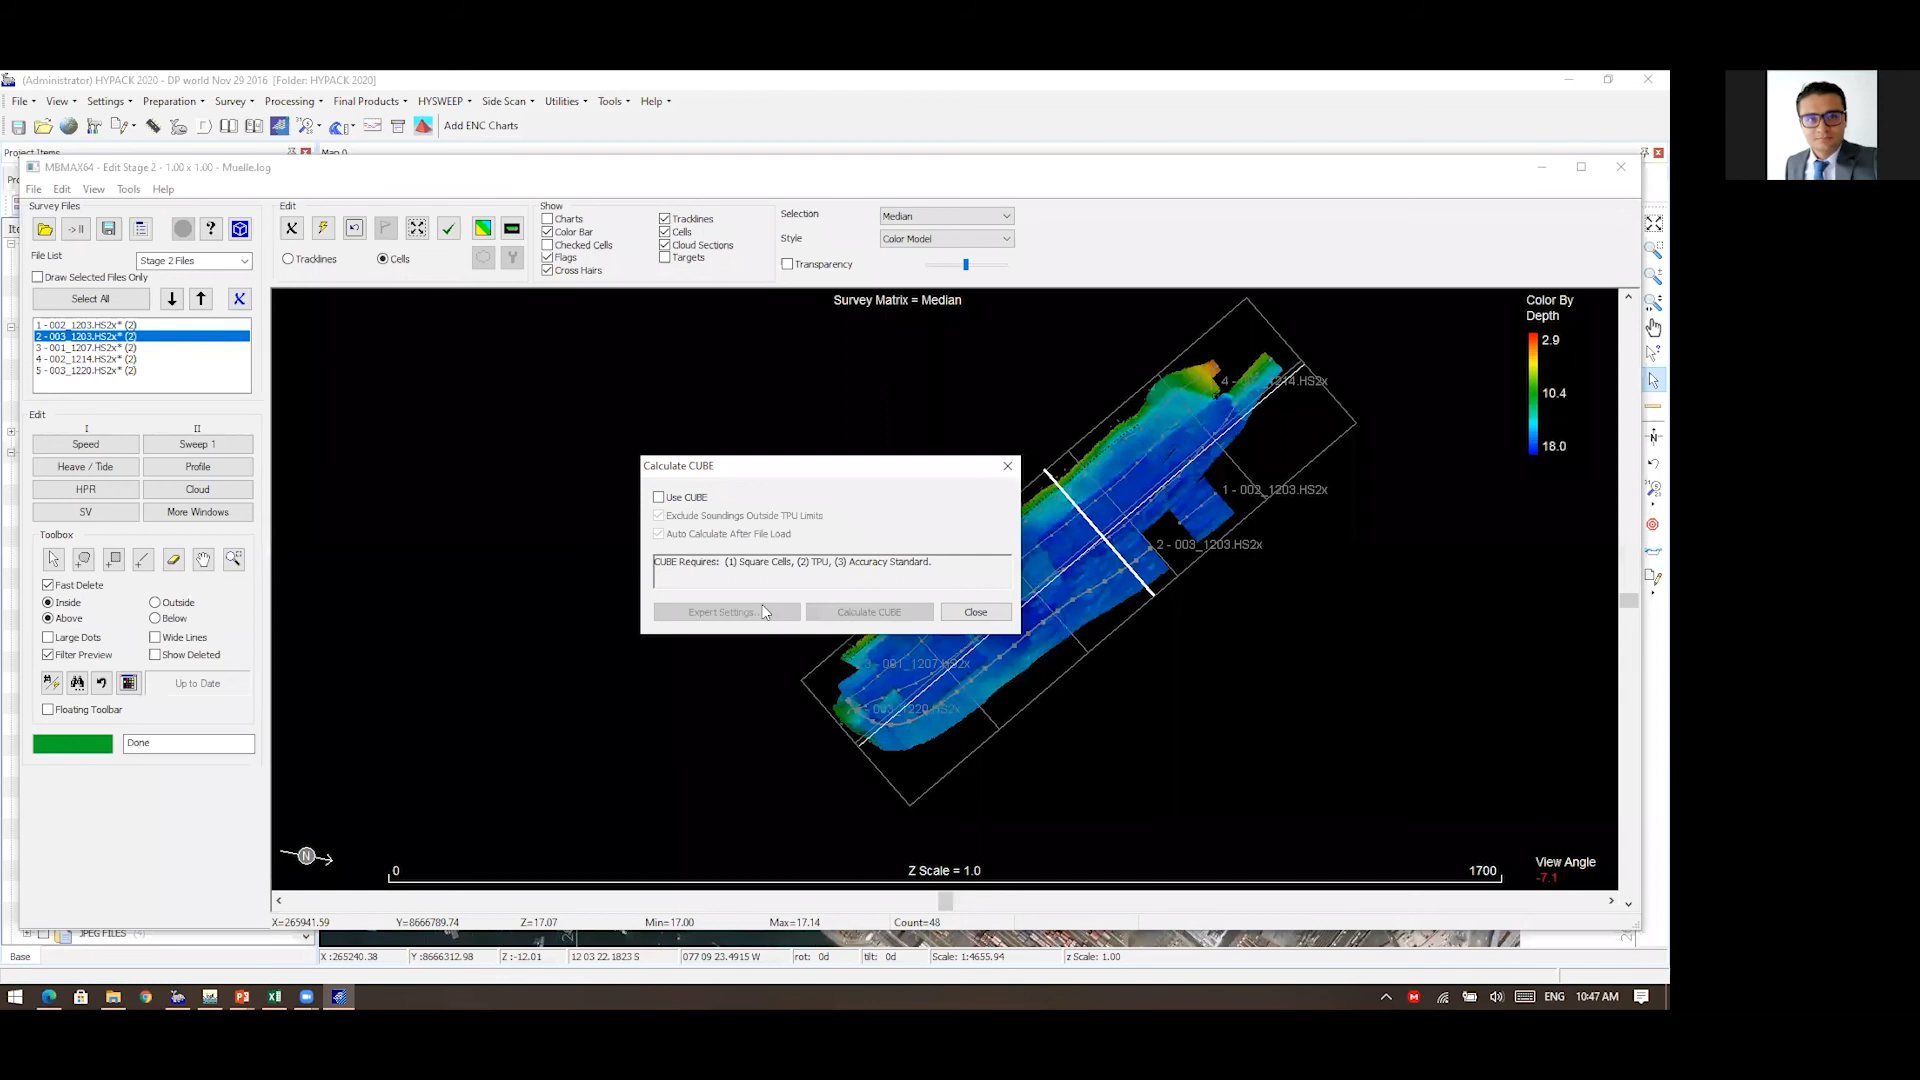 (Administrator) HYPACK 2020 - DP world Nov 29 2016 [Folder: HYPACK 2020]
File View Settings Preparation Survey Processing Final Products HYSWEEP Side Scan Utilities Tools Help
Add ENC Charts
Project Items
Map 0
MBMAX64 - Edit Stage 2 - 1.00 x 1.00 - Muelle.log
File Edit View Tools Help
Survey Files
File List
Stage 2 Files
Draw Selected Files Only
Select All
1 - 002_1203.HS2x* (2)
2 - 003_1203.HS2x* (2)
3 - 001_1207.HS2x* (2)
4 - 002_1214.HS2x* (2)
5 - 003_1220.HS2x* (2)
Edit
I
II
Speed
Sweep 1
Heave / Tide
Profile
HPR
Cloud
SV
More Windows
Toolbox
Fast Delete
Inside
Outside
Above
Below
Large Dots
Wide Lines
Filter Preview
Show Deleted
Up to Date
Floating Toolbar
Done
Edit
Tracklines
Cells
Show
Charts
Color Bar
Checked Cells
Flags
Cross Hairs
Tracklines
Cells
Cloud Sections
Targets
Selection
Median
Style
Color Model
Transparency
Survey Matrix = Median
Color By
Depth
2.9
10.4
18.0
1 - 002_1203.HS2x
2 - 003_1203.HS2x
Calculate CUBE
Use CUBE
Exclude Soundings Outside TPU Limits
Auto Calculate After File Load
CUBE Requires: (1) Square Cells, (2) TPU, (3) Accuracy Standard.
Expert Settings...
Calculate CUBE
Close
N
0
Z Scale = 1.0
1700
View Angle
-7.1
X=265941.59
Y=8666789.74
Z=17.07
Min=17.00
Max=17.14
Count=48
JPEG FILES (4)
Base
X :265240.38
Y :8666312.98
Z :-12.01
12 03 22.1823 S
077 09 23.4915 W
rot: 0d
tilt: 0d
Scale: 1:4655.94
z Scale: 1.00
ENG
10:47 AM